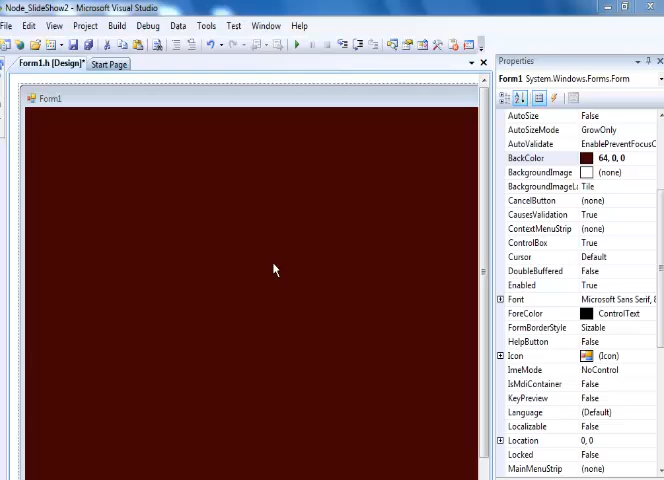 Node_SlideShow2 - Microsoft Visual Studio
File Edit View Project Build Debug Data Tools Test Window Help
Form1.h [Design]* Start Page
Properties
Form1 System.Windows.Forms.Form
Form1
AutoSize False
AutoSizeMode GrowOnly
AutoValidate EnablePreventFocusC
BackColor 64, 0, 0
BackgroundImage (none)
BackgroundImageL Tile
CancelButton (none)
CausesValidation True
ContextMenuStrip (none)
ControlBox True
Cursor Default
DoubleBuffered False
Enabled True
Font Microsoft Sans Serif, 8
ForeColor ControlText
FormBorderStyle Sizable
HelpButton False
Icon (Icon)
ImeMode NoControl
IsMdiContainer False
KeyPreview False
Language (Default)
Localizable False
Location 0, 0
Locked False
MainMenuStrip (none)